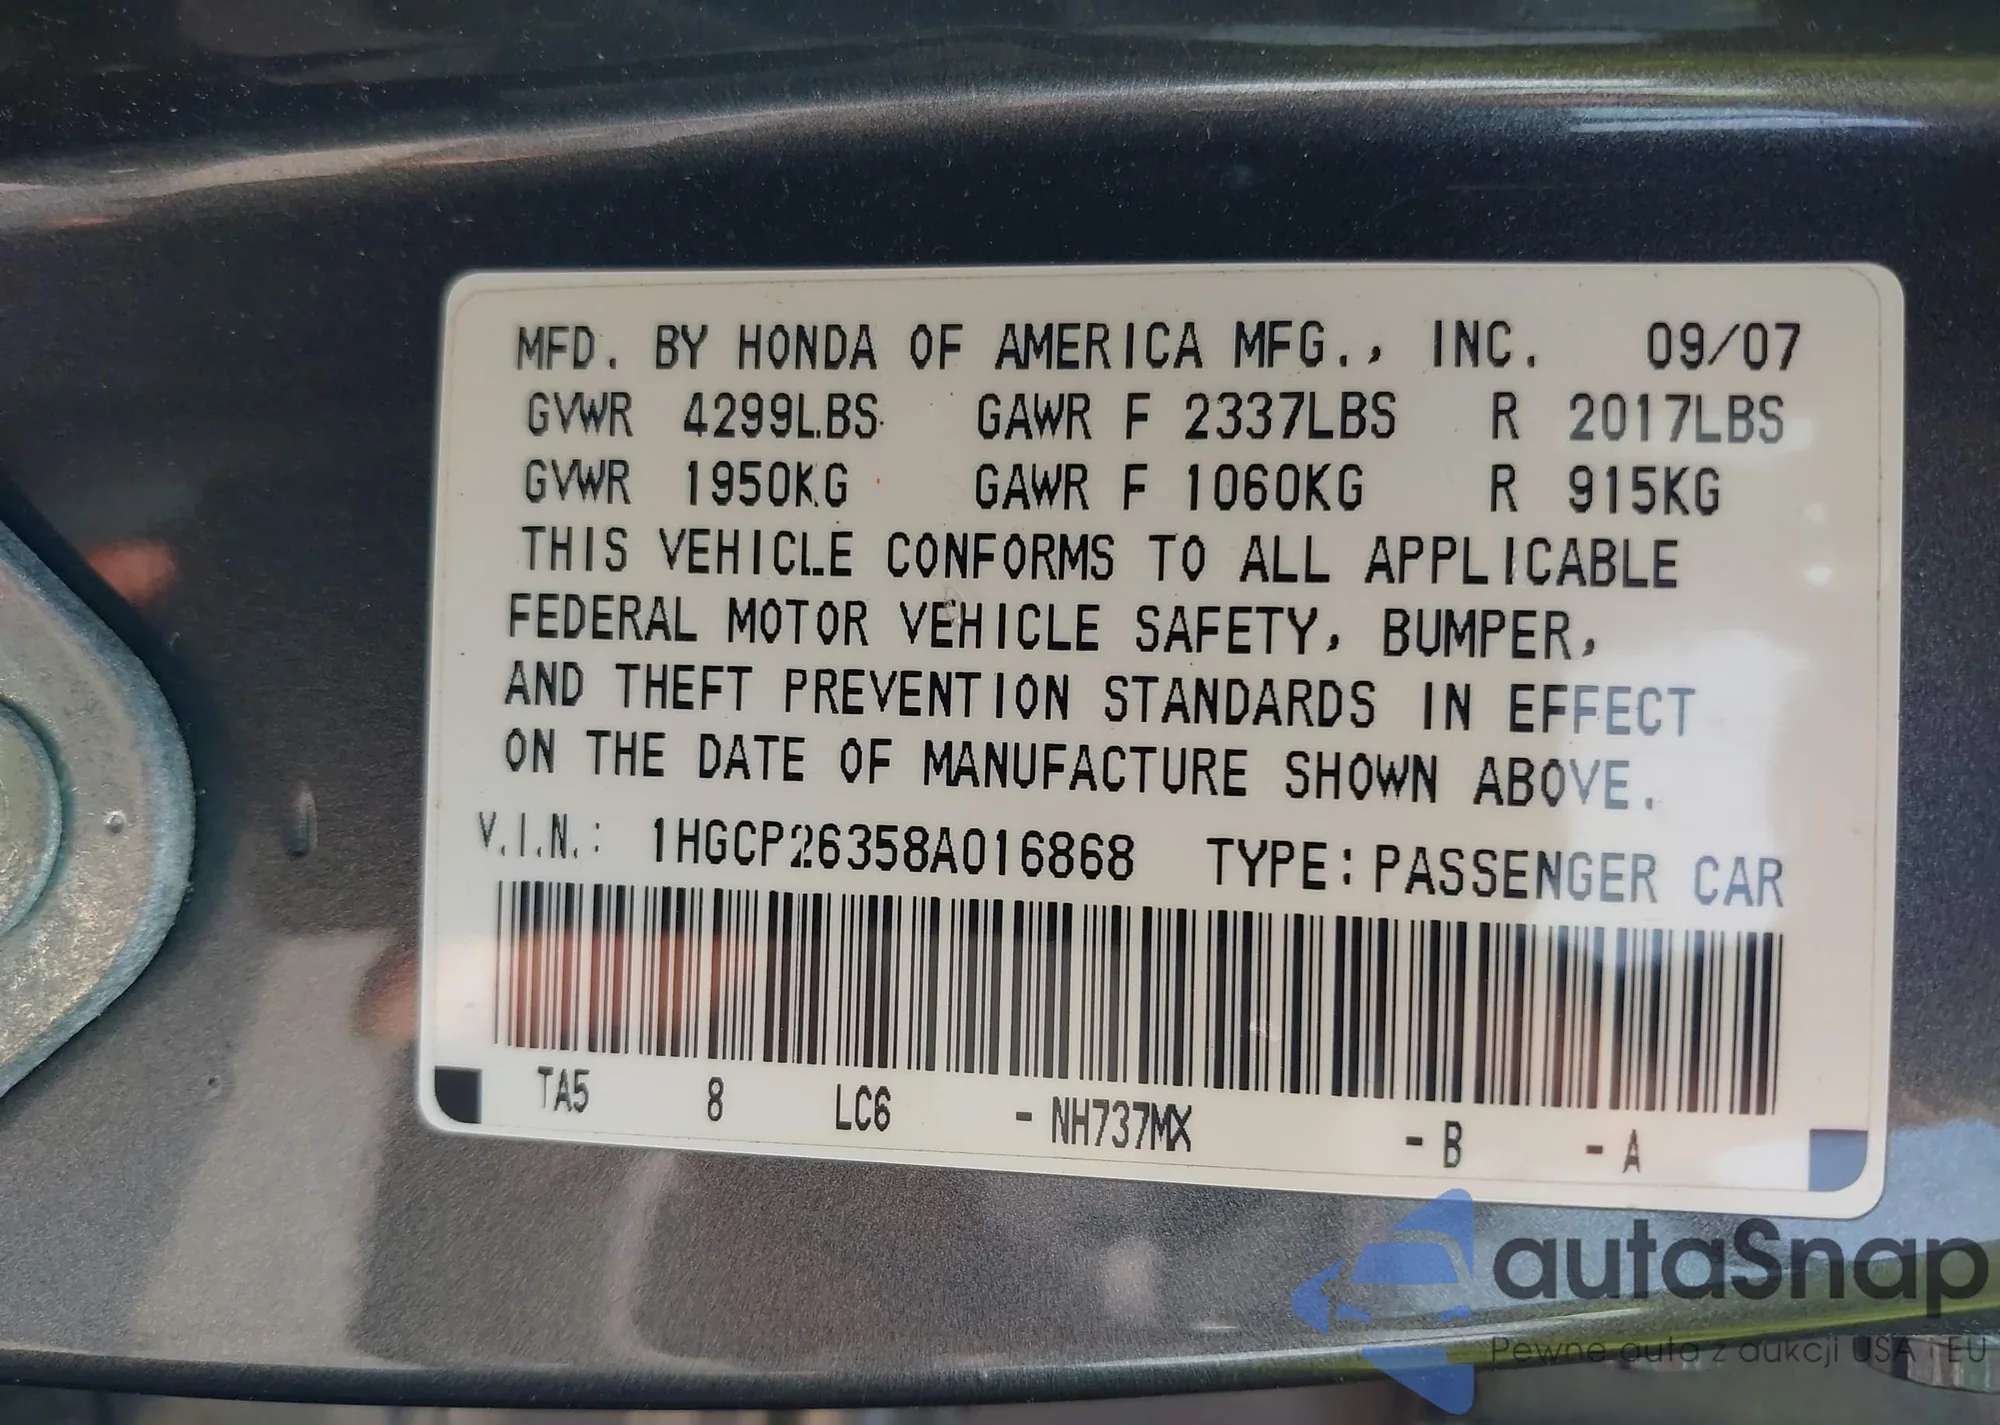 MFD. BY HONDA OF AMERICA MFG., INC. 09/07
GVWR 4299LBS GAWR F 2337LBS R 2017LBS
GVWR 1950KG GAWR F 1060KG R 915KG
THIS VEHICLE CONFORMS TO ALL APPLICABLE
FEDERAL MOTOR VEHICLE SAFETY, BUMPER,
AND THEFT PREVENTION STANDARDS IN EFFECT
ON THE DATE OF MANUFACTURE SHOWN ABOVE.
V.I.N.: 1HGCP26358A016868 TYPE: PASSENGER CAR
TA5 8 LC6 - NH737MX - B - A
autaSnap
Pewne auta z aukcji USA i EU